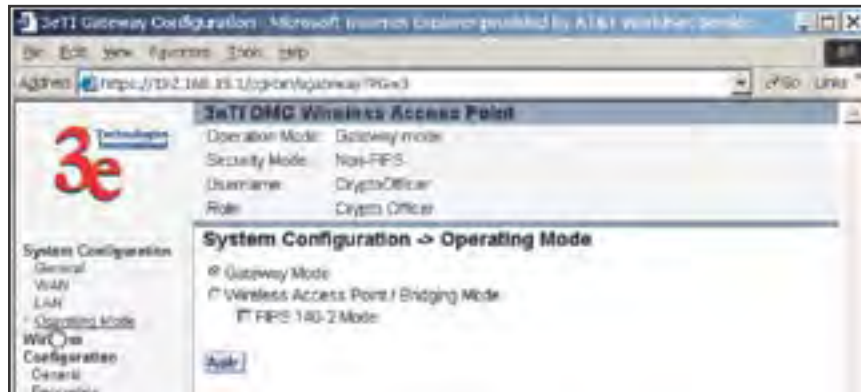 3eTI Gateway Configuration - Microsoft Internet Explorer provided by AT&T WorldNet Service
File Edit View Favorites Tools Help
Address https://192.168.15.1/cgi-bin/sgateway?PG=3 Go Links
3e Technologies
3eTI DMG Wireless Access Point
Operation Mode: Gateway mode
Security Mode: Non-FIPS
Username: CryptoOfficer
Role: Crypto Officer
System Configuration
General
WAN
LAN
Operating Mode
Configuration
General
Encryption
System Configuration -> Operating Mode
Gateway Mode
Wireless Access Point / Bridging Mode
FIPS 140-2 Mode
Apply